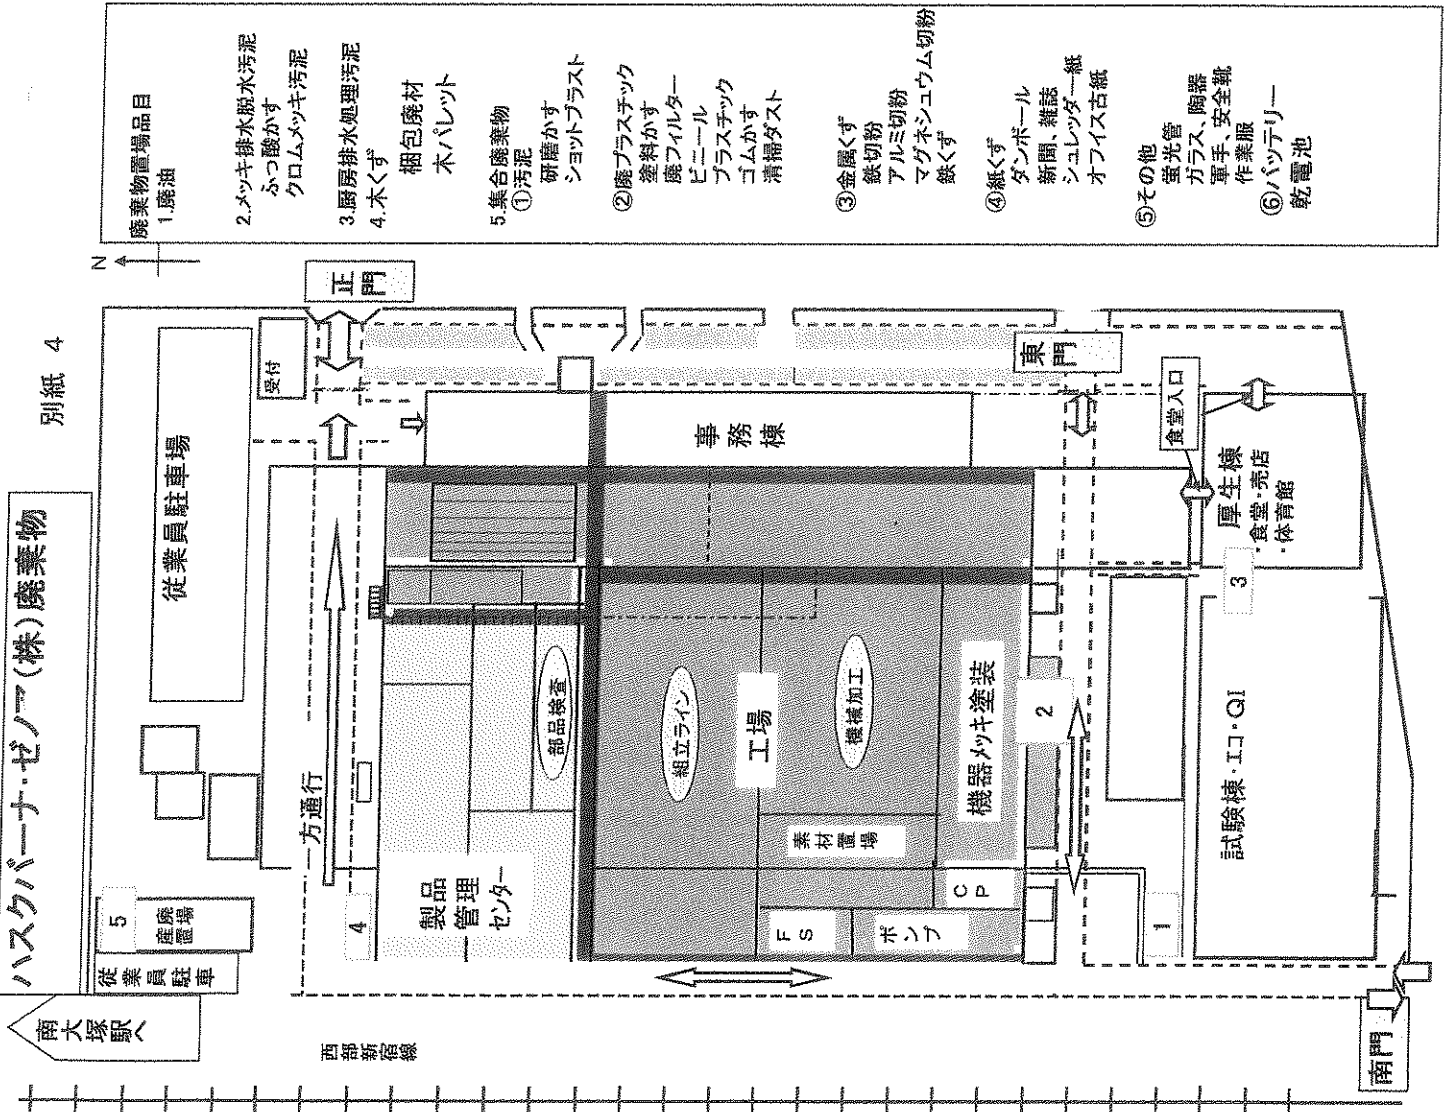 別紙 4
ハスクバーナ・ゼノア(株)廃棄物
南大塚駅へ
西部新宿線
従業員駐車
5
産廃置場
従業員駐車場
受付
正門
N
一方通行
4
製品管理センター
部品検査
組立ライン
工場
機械加工
素材置場
機器メッキ塗装
FS
ポンプ
CP
事務棟
東門
食堂入口
厚生棟
・食堂・売店
・体育館
3
2
1
試験棟・エコ・QI
南門
廃棄物置場品目
1.廃油
2.メッキ排水脱水汚泥
ふっ酸かす
クロムメッキ汚泥
3.厨房排水処理汚泥
4.木くず
梱包廃材
木パレット
5.集合廃棄物
①汚泥
研磨かす
ショットブラスト
②廃プラスチック
塗料かす
廃フィルター
ビニール
プラスチック
ゴムかす
清掃ダスト
③金属くず
鉄切粉
アルミ切粉
マグネシュウム切粉
鉄くず
④紙くず
ダンボール
新聞、雑誌
シュレッダー紙
オフィス古紙
⑤その他
蛍光管
ガラス、陶器
軍手、安全靴
作業服
⑥バッテリー
乾電池